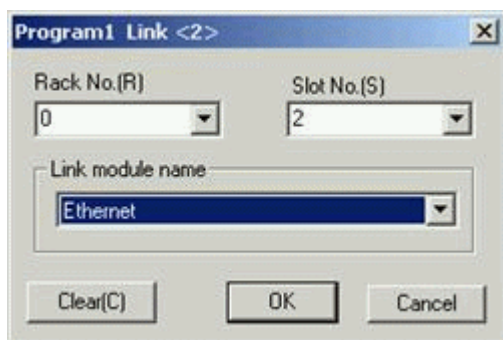 Program1 Link <2>
Rack No.(R) Slot No.(S)
0 2
Link module name
Ethernet
Clear(C) OK Cancel